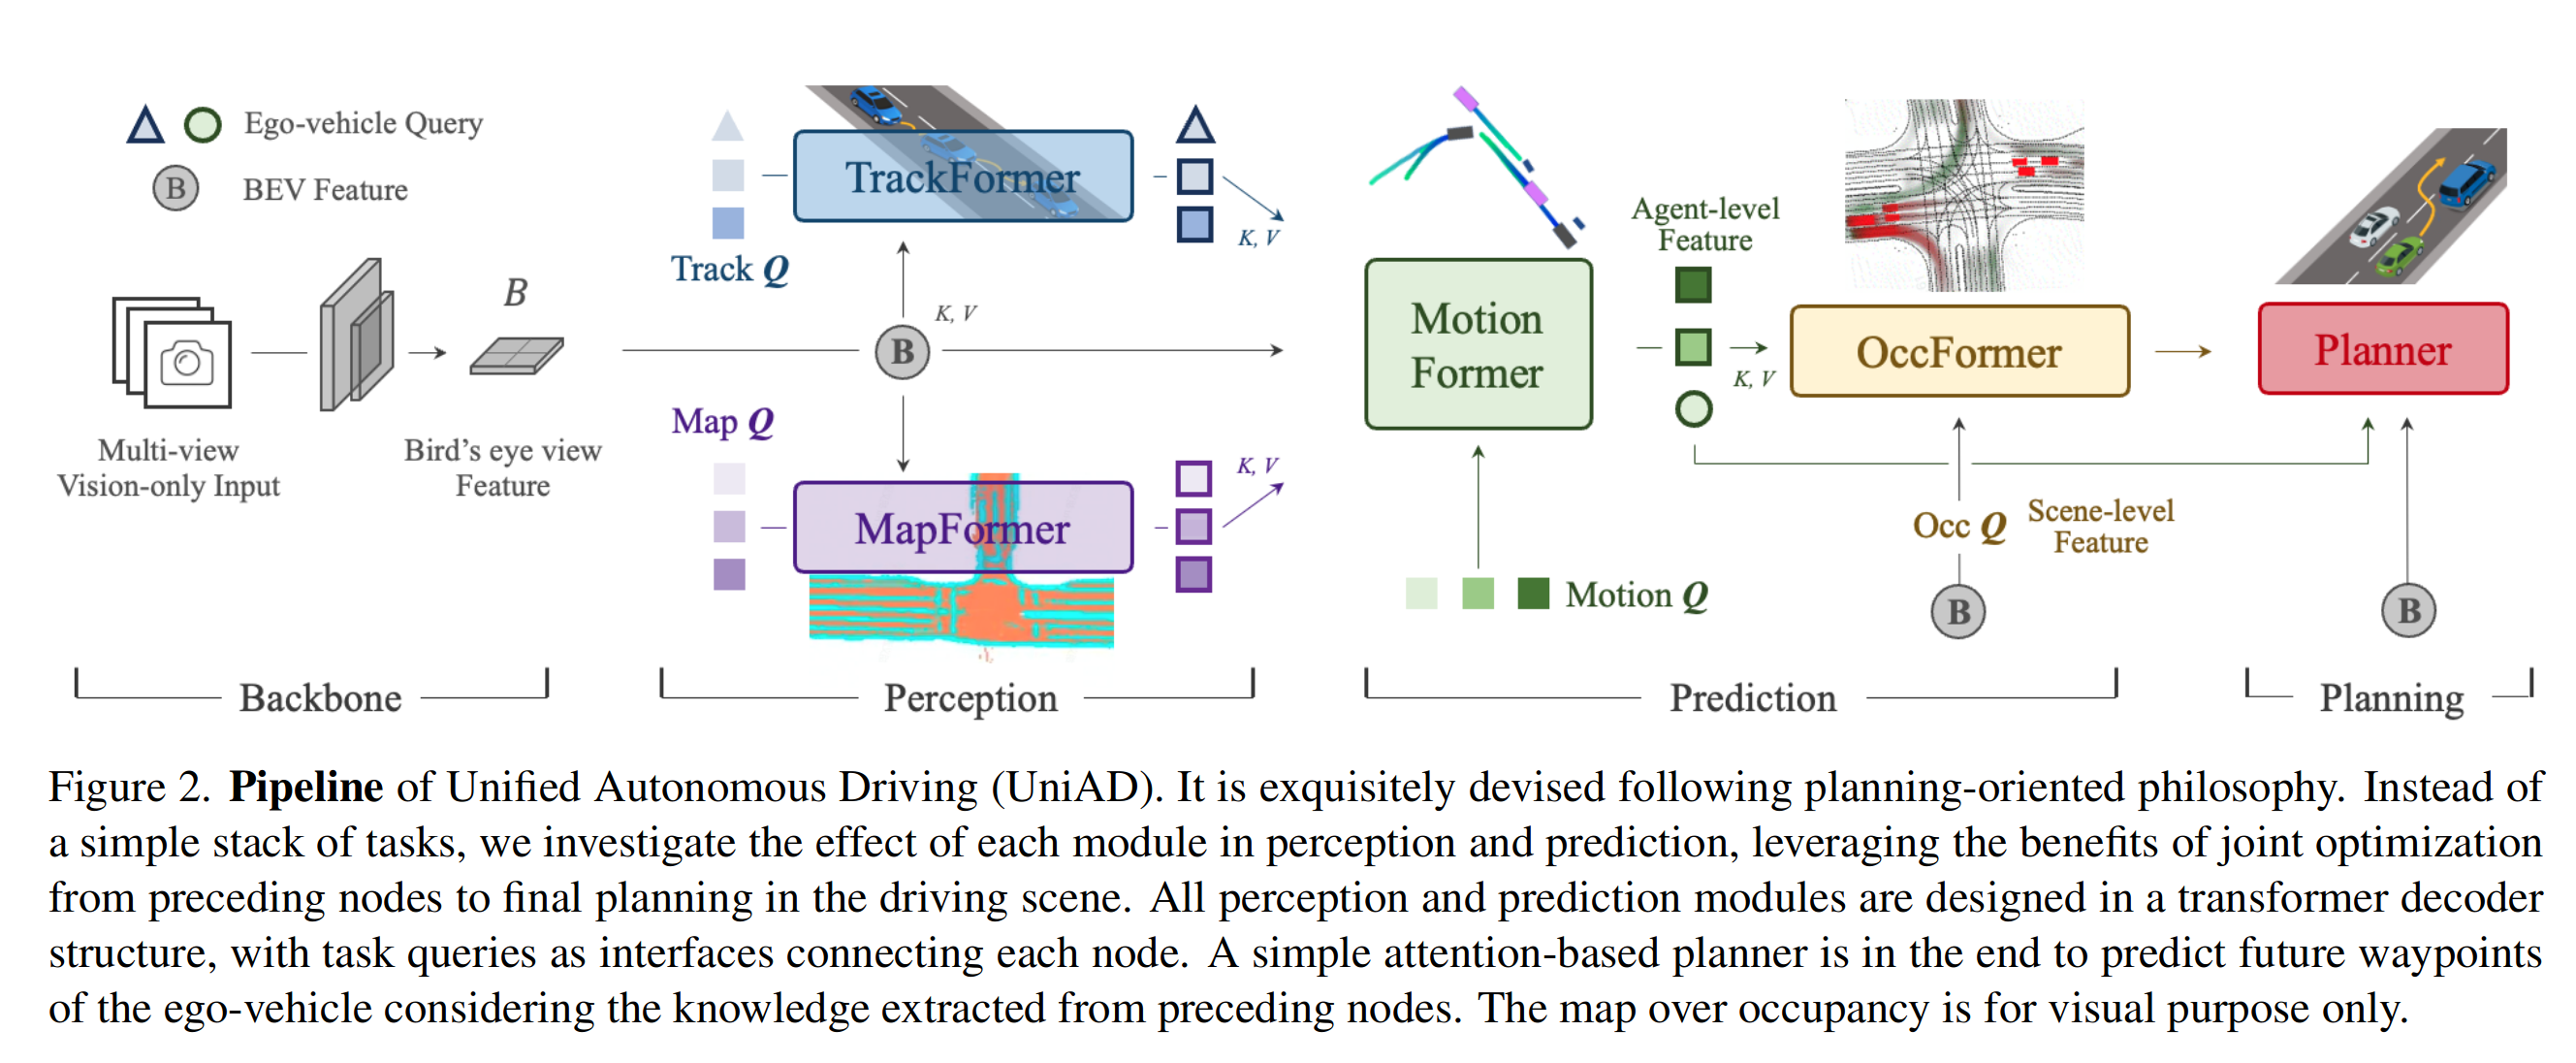 Ego-vehicle Query
B
BEV Feature
Multi-view
Vision-only Input
B
Bird's eye view
Feature
Track Q
TrackFormer
K, V
K, V
B
Map Q
MapFormer
K, V
Motion
Former
Motion Q
Agent-level
Feature
K, V
OccFormer
Occ Q
Scene-level
Feature
B
Planner
B
Backbone
Perception
Prediction
Planning
Figure 2. Pipeline of Unified Autonomous Driving (UniAD). It is exquisitely devised following planning-oriented philosophy. Instead of
a simple stack of tasks, we investigate the effect of each module in perception and prediction, leveraging the benefits of joint optimization
from preceding nodes to final planning in the driving scene. All perception and prediction modules are designed in a transformer decoder
structure, with task queries as interfaces connecting each node. A simple attention-based planner is in the end to predict future waypoints
of the ego-vehicle considering the knowledge extracted from preceding nodes. The map over occupancy is for visual purpose only.